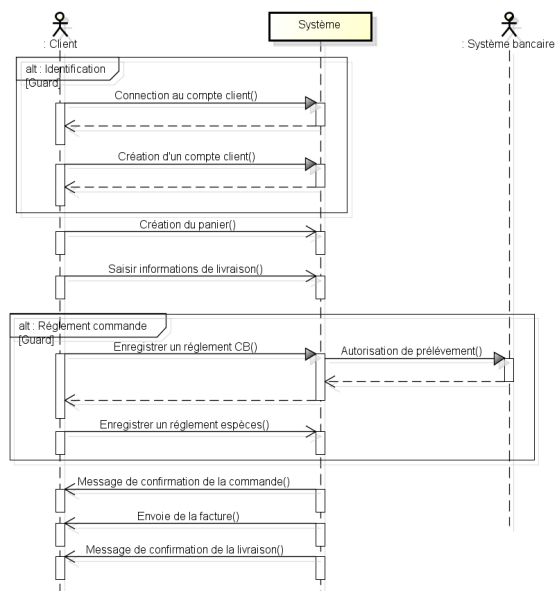 Système
: Client
: Système bancaire
alt : Identification
[Guard]
Connection au compte client()
Création d'un compte client()
Création du panier()
Saisir informations de livraison()
alt : Réglement commande
[Guard]
Enregistrer un réglement CB()
Autorisation de prélévement()
Enregistrer un réglement espèces()
Message de confirmation de la commande()
Envoie de la facture()
Message de confirmation de la livraison()